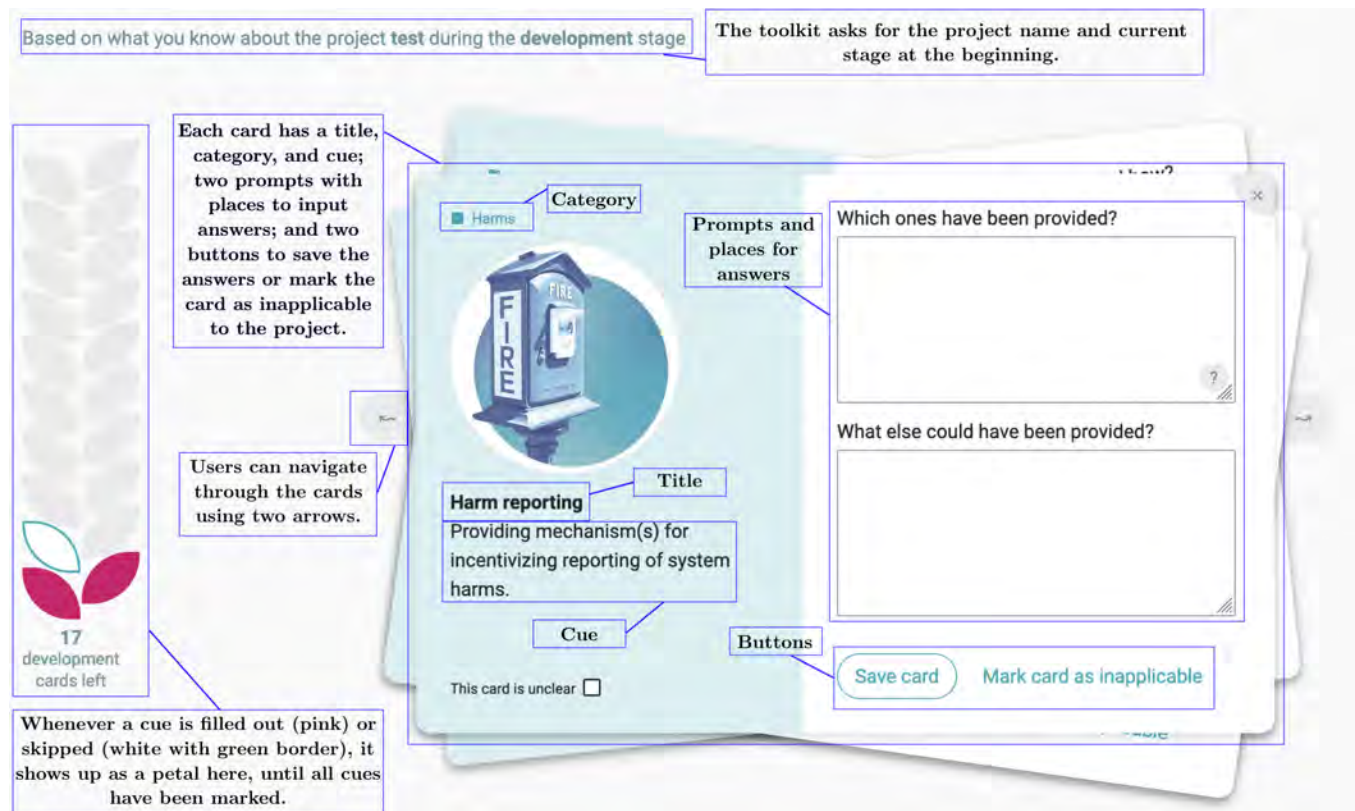 Based on what you know about the project test during the development stage
The toolkit asks for the project name and current
stage at the beginning.
Each card has a title,
category, and cue;
two prompts with
places to input
answers; and two
buttons to save the
answers or mark the
card as inapplicable
to the project.
Category
Harms
FIRE
FIRE
Prompts and
places for
answers
how?
×
Which ones have been provided?
?
What else could have been provided?
Users can navigate
through the cards
using two arrows.
Title
Harm reporting
Providing mechanism(s) for
incentivizing reporting of system
harms.
Cue
Buttons
This card is unclear
Save card
Mark card as inapplicable
17
development
cards left
Whenever a cue is filled out (pink) or
skipped (white with green border), it
shows up as a petal here, until all cues
have been marked.